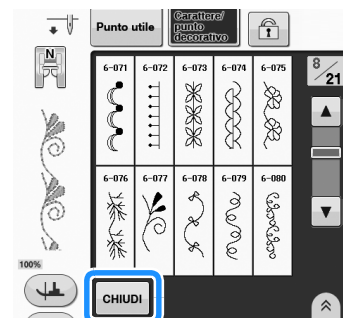 Punto utile
Carattere/
punto
decorativo
N
6-071 6-072 6-073 6-074 6-075
8/21
6-076 6-077 6-078 6-079 6-080
100%
CHIUDI